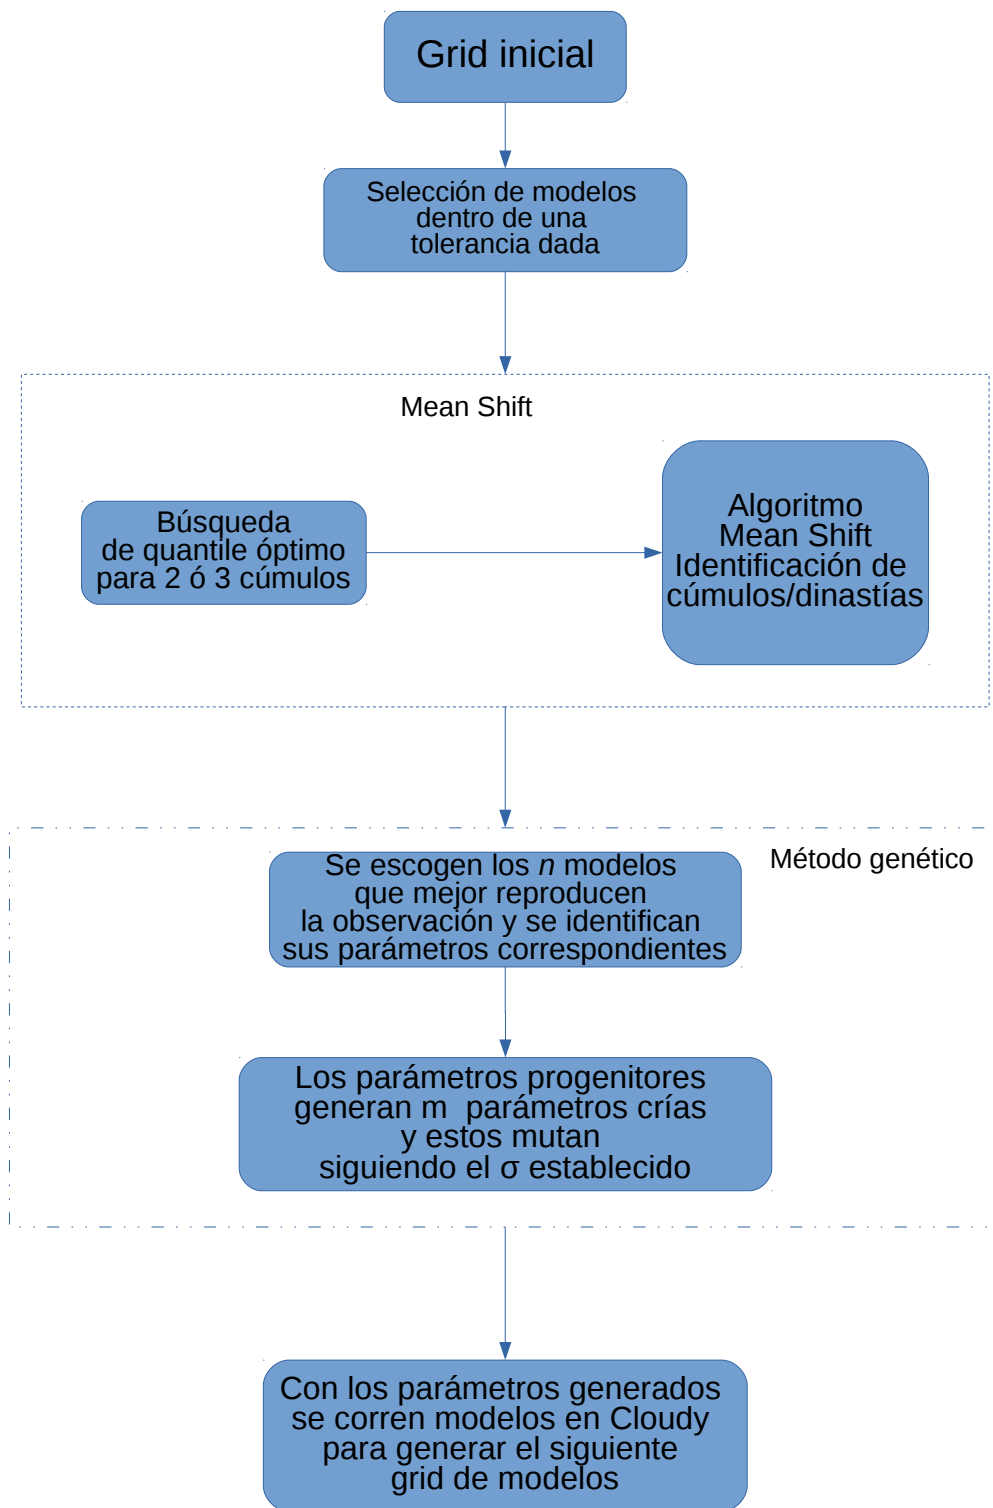 Grid inicial
Selección de modelos
dentro de una
tolerancia dada
Mean Shift
Búsqueda
de quantile óptimo
para 2 ó 3 cúmulos
Algoritmo
Mean Shift
Identificación de
cúmulos/dinastías
Método genético
Se escogen los n modelos
que mejor reproducen
la observación y se identifican
sus parámetros correspondientes
Los parámetros progenitores
generan m parámetros crías
y estos mutan
siguiendo el σ establecido
Con los parámetros generados
se corren modelos en Cloudy
para generar el siguiente
grid de modelos